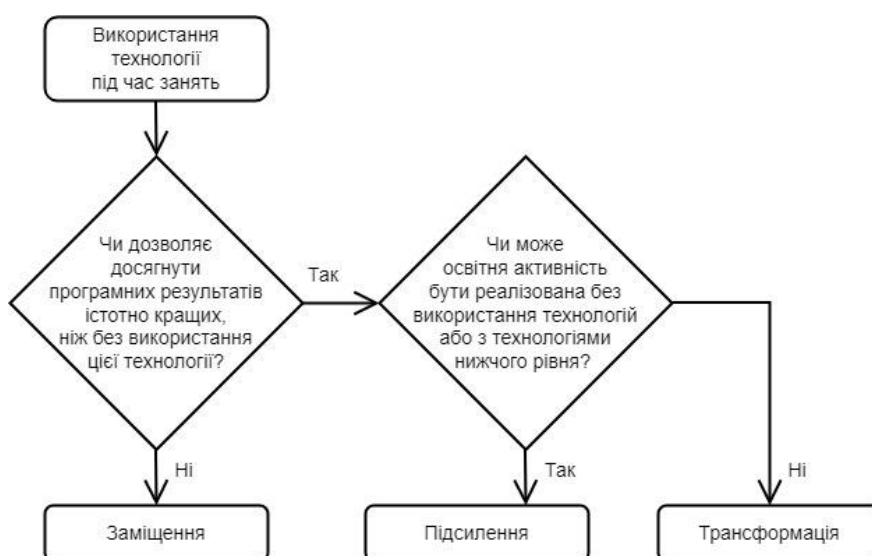 Використання
технології
під час занять
Чи дозволяє
досягнути
програмних результатів
істотно кращих,
ніж без використання
цієї технології?
Так
Чи може
освітня активність
бути реалізована без
використання технологій
або з технологіями
нижчого рівня?
Ні
Так
Ні
Заміщення
Підсилення
Трансформація